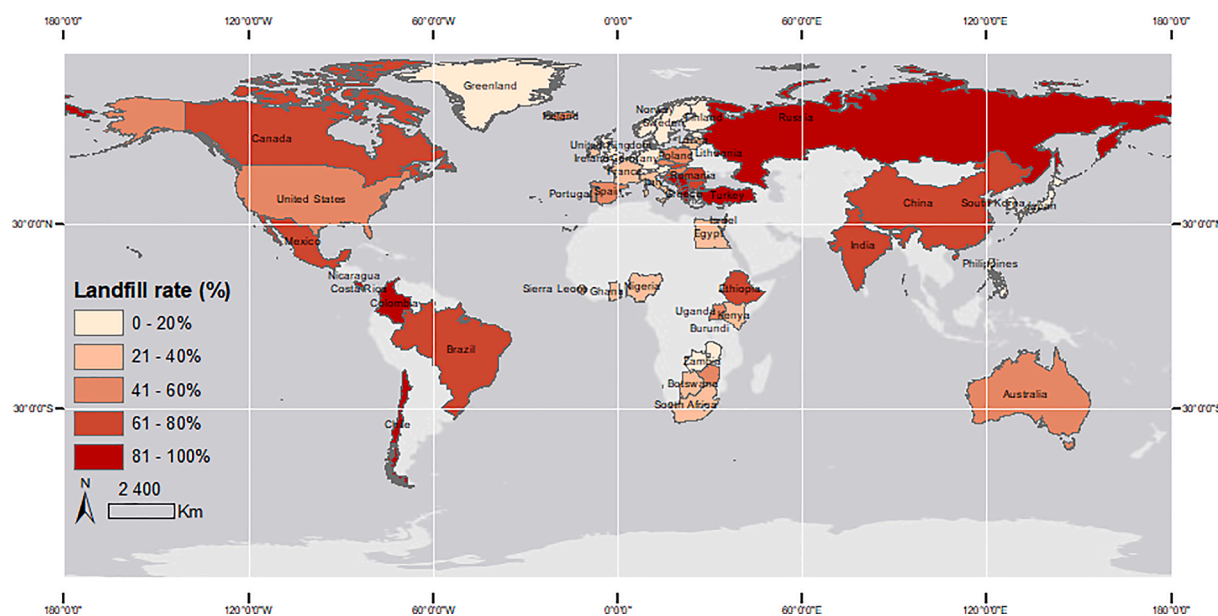 180°0'0" 120°0'0"W 60°0'0"W 0°0'0" 60°0'0"E 120°0'0"E 180°0'0"
Greenland
Iceland
Norway
Finland
Sweden
Russia
Canada
United Kingdom
Latvia
Ireland
Germany
Poland
Lithuania
France
Romania
United States
Portugal
Spain
Greece
Turkey
China
South Korea
Japan
30°0'0"N 30°0'0"N
Israel
Egypt
Mexico
India
Philippines
Nicaragua
Costa Rica
Colombia
Sierra Leone
Ghana
Nigeria
Ethiopia
Uganda
Kenya
Burundi
Brazil
Zambia
Botswana
Australia
South Africa
30°0'0"S 30°0'0"S
Chile
Landfill rate (%)
0 - 20%
21 - 40%
41 - 60%
61 - 80%
81 - 100%
N
2 400
Km
180°0'0" 120°0'0"W 60°0'0"W 0°0'0" 60°0'0"E 120°0'0"E 180°0'0"